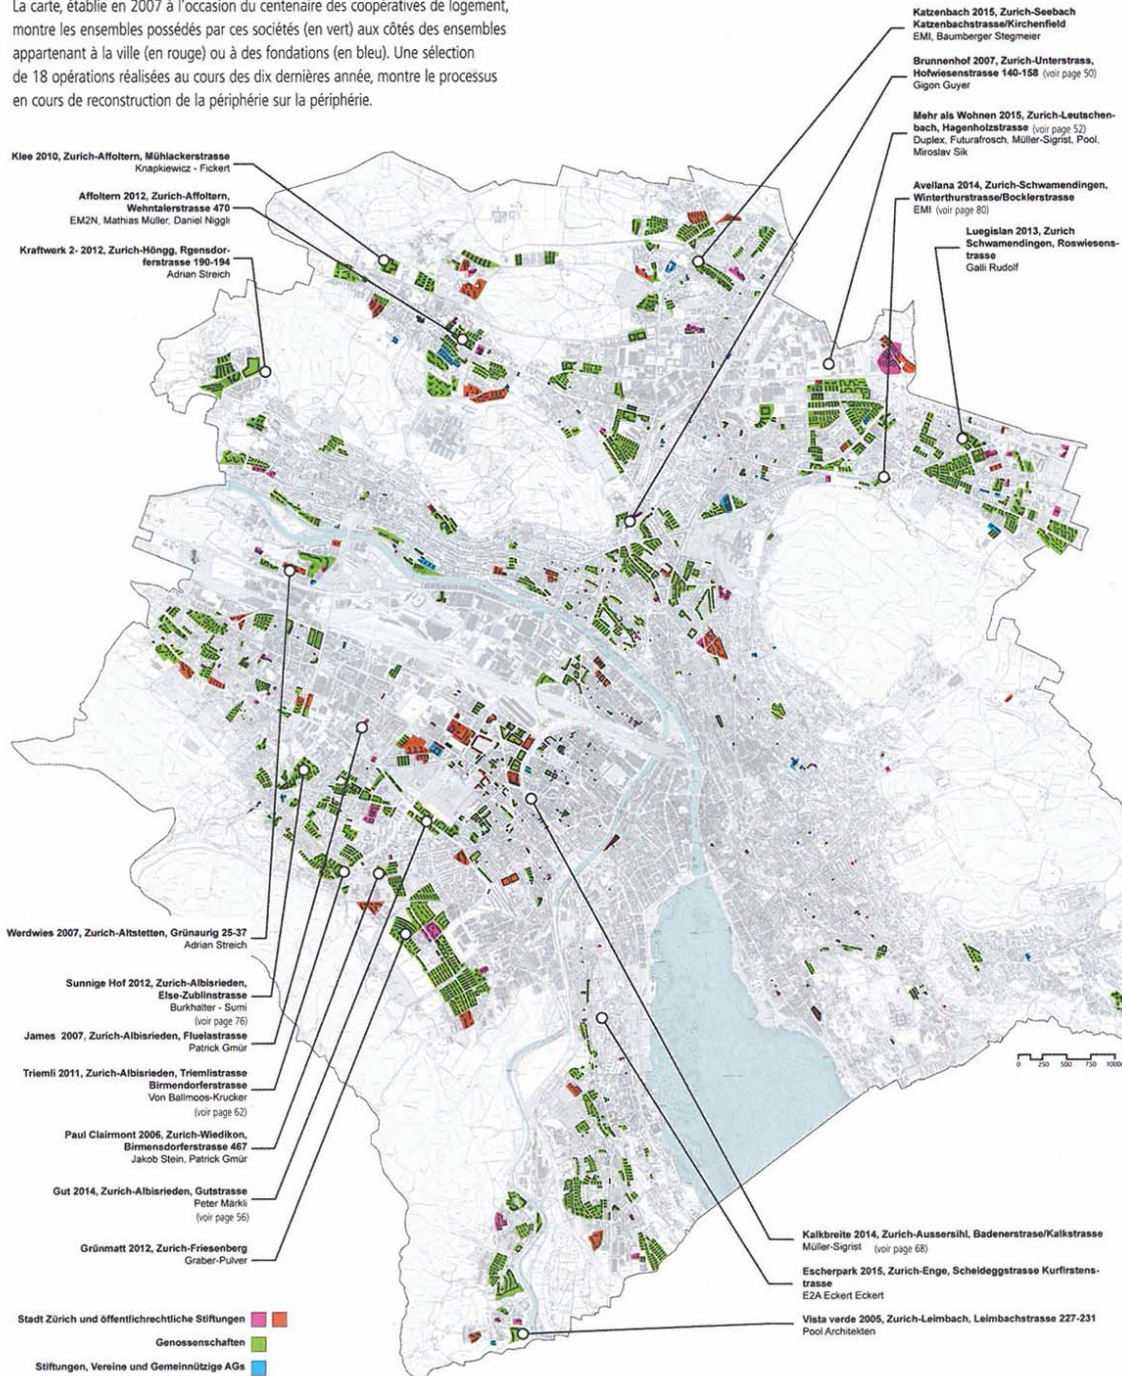 La carte, établie en 2007 à l'occasion du centenaire des coopératives de logement,
montre les ensembles possédés par ces sociétés (en vert) aux côtés des ensembles
appartenant à la ville (en rouge) ou à des fondations (en bleu). Une sélection
de 18 opérations réalisées au cours des dix dernières année, montre le processus
en cours de reconstruction de la périphérie sur la périphérie.
Klee 2010, Zurich-Affoltern, Mühlackerstrasse
Knapkiewicz - Fickert
Affoltern 2012, Zurich-Affoltern,
Wehntalerstrasse 470
EM2N, Mathias Müller, Daniel Niggli
Kraftwerk 2- 2012, Zurich-Höngg, Rgensdor-
ferstrasse 190-194
Adrian Streich
Katzenbach 2015, Zurich-Seebach
Katzenbachstrasse/Kirchenfield
EMI, Baumberger Stegmeier
Brunnenhof 2007, Zurich-Unterstrass,
Hofwiesenstrasse 140-158 (voir page 50)
Gigon Guyer
Mehr als Wohnen 2015, Zurich-Leutschen-
bach, Hagenholzstrasse (voir page 52)
Duplex, Futurafrosch, Müller-Sigrist, Pool,
Miroslav Sik
Avellana 2014, Zurich-Schwamendingen,
Winterthurstrasse/Bocklerstrasse
EMI (voir page 80)
Luegislan 2013, Zurich
Schwamendingen, Roswiesens-
trasse
Galli Rudolf
Werdwies 2007, Zurich-Altstetten, Grünaurig 25-37
Adrian Streich
Sunnige Hof 2012, Zurich-Albisrieden,
Else-Zublinstrasse
Burkhalter - Sumi
(voir page 76)
James 2007, Zurich-Albisrieden, Fluelastrasse
Patrick Gmür
Triemli 2011, Zurich-Albisrieden, Triemlistrasse
Birmendorferstrasse
Von Ballmoos-Krucker
(voir page 62)
Paul Clairmont 2006, Zurich-Wiedikon,
Birmensdorferstrasse 467
Jakob Stein, Patrick Gmür
Gut 2014, Zurich-Albisrieden, Gutstrasse
Peter Märkli
(voir page 56)
Grünmatt 2012, Zurich-Friesenberg
Graber-Pulver
0 250 500 750 1000
Kalkbreite 2014, Zurich-Aussersihl, Badenerstrase/Kalkstrasse
Müller-Sigrist (voir page 68)
Escherpark 2015, Zurich-Enge, Scheideggstrasse Kurfirstens-
trasse
E2A Eckert Eckert
Vista verde 2005, Zurich-Leimbach, Leimbachstrasse 227-231
Pool Architekten
Stadt Zürich und öffentlichrechtliche Stiftungen
Genossenschaften
Stiftungen, Vereine und Gemeinnützige AGs